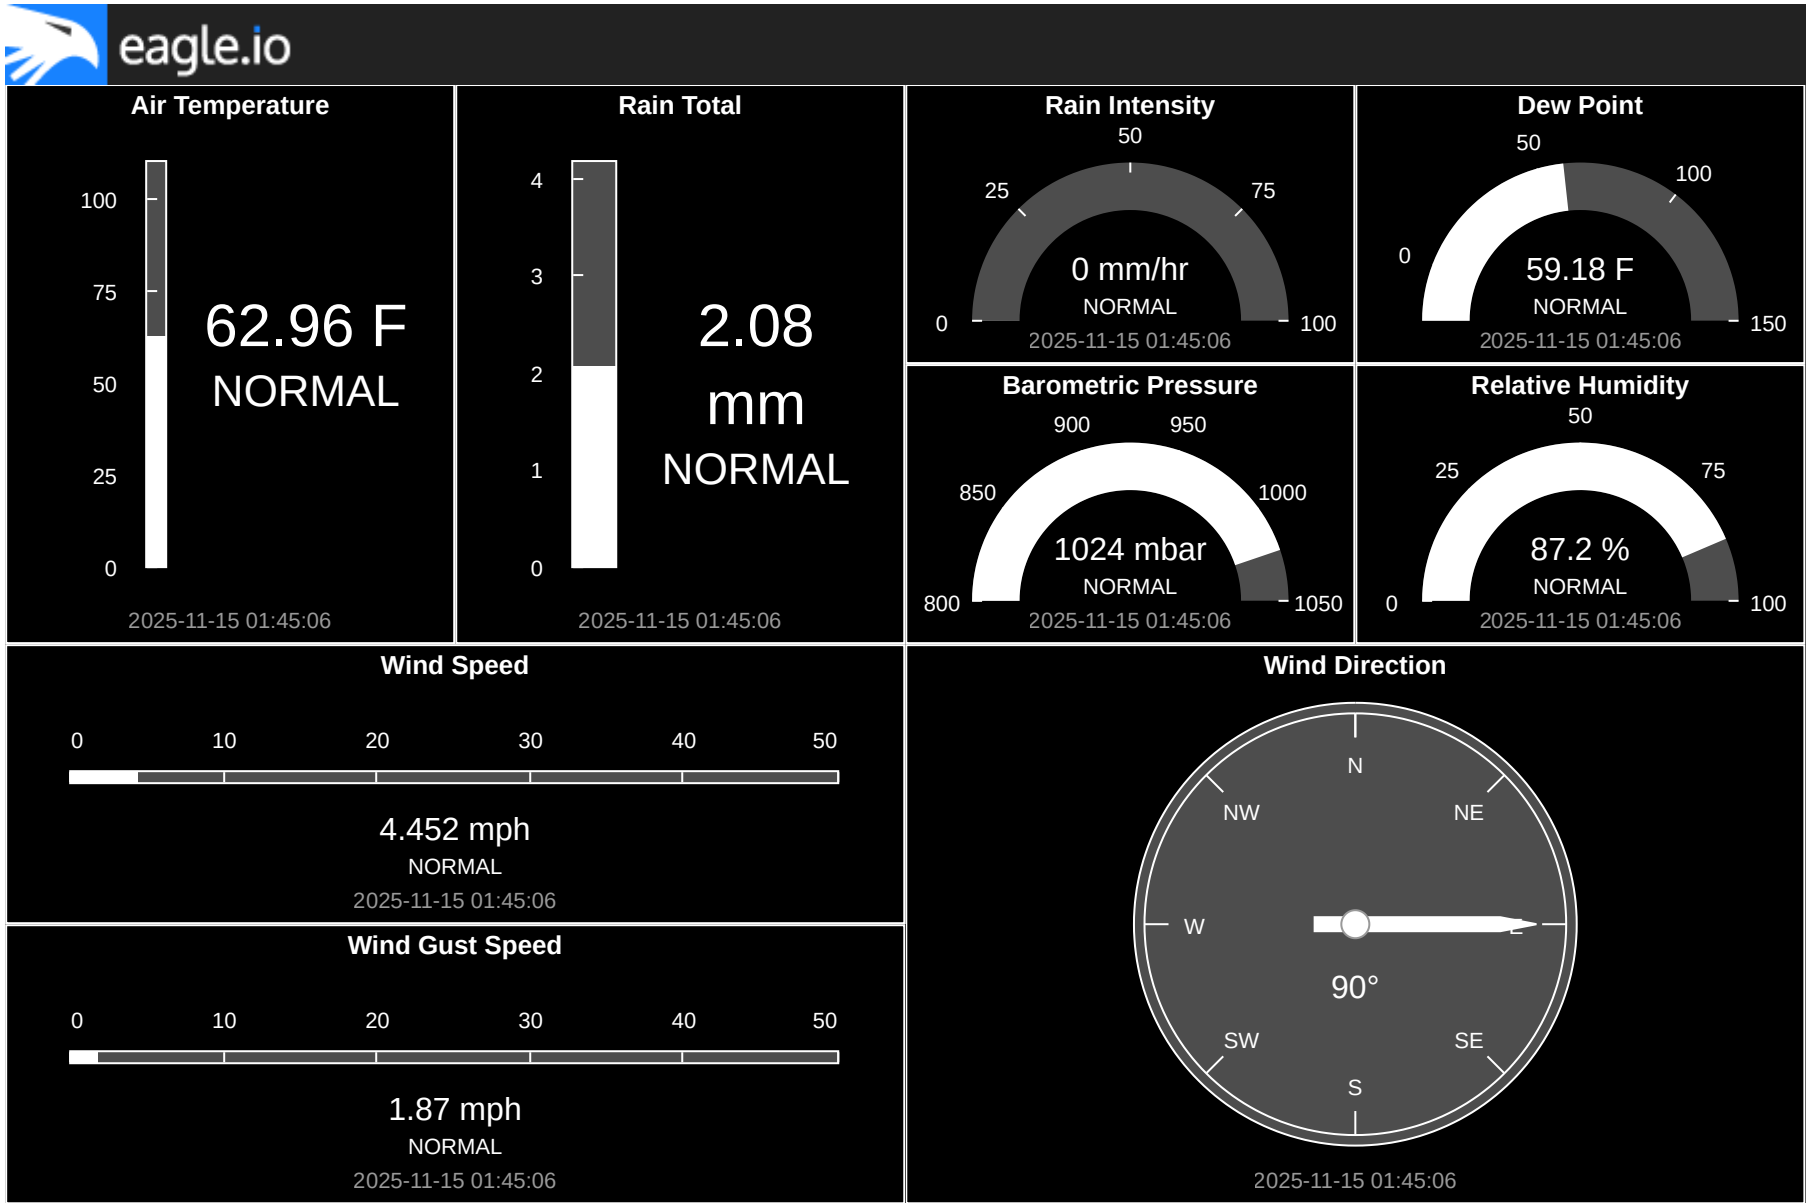 eagle.io
Air Temperature
100
75
50
25
0
62.96 F
NORMAL
2025-11-15 01:45:06
Rain Total
4
3
2
1
0
2.08
mm
NORMAL
2025-11-15 01:45:06
Rain Intensity
50
25
75
0
100
0 mm/hr
NORMAL
2025-11-15 01:45:06
Dew Point
50
100
0
150
59.18 F
NORMAL
2025-11-15 01:45:06
Barometric Pressure
900
950
850
1000
800
1050
1024 mbar
NORMAL
2025-11-15 01:45:06
Relative Humidity
50
25
75
0
100
87.2 %
NORMAL
2025-11-15 01:45:06
Wind Speed
0 10 20 30 40 50
4.452 mph
NORMAL
2025-11-15 01:45:06
Wind Gust Speed
0 10 20 30 40 50
1.87 mph
NORMAL
2025-11-15 01:45:06
Wind Direction
N
NW NE
W E
90°
SW SE
S
2025-11-15 01:45:06